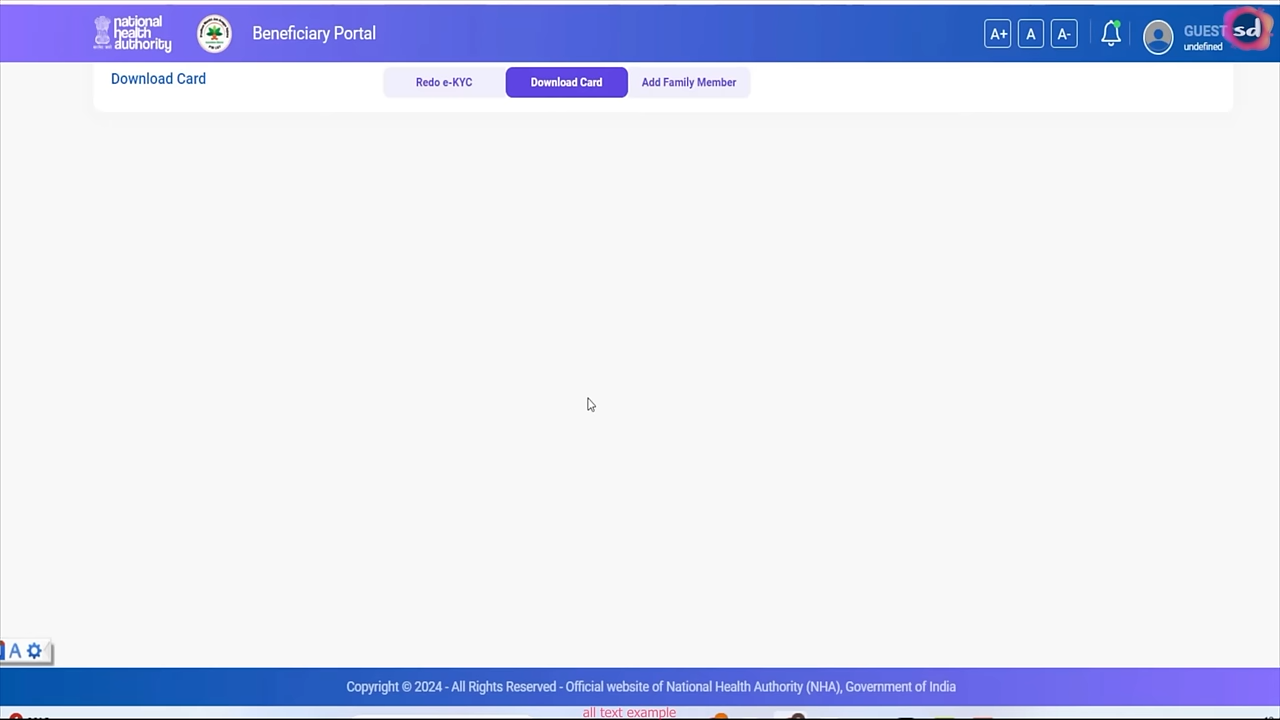 national
health
authority
Beneficiary Portal
A+ A A-
GUEST
undefined
sd
Download Card
Redo e-KYC Download Card Add Family Member
A
Copyright © 2024 - All Rights Reserved - Official website of National Health Authority (NHA), Government of India
all text example